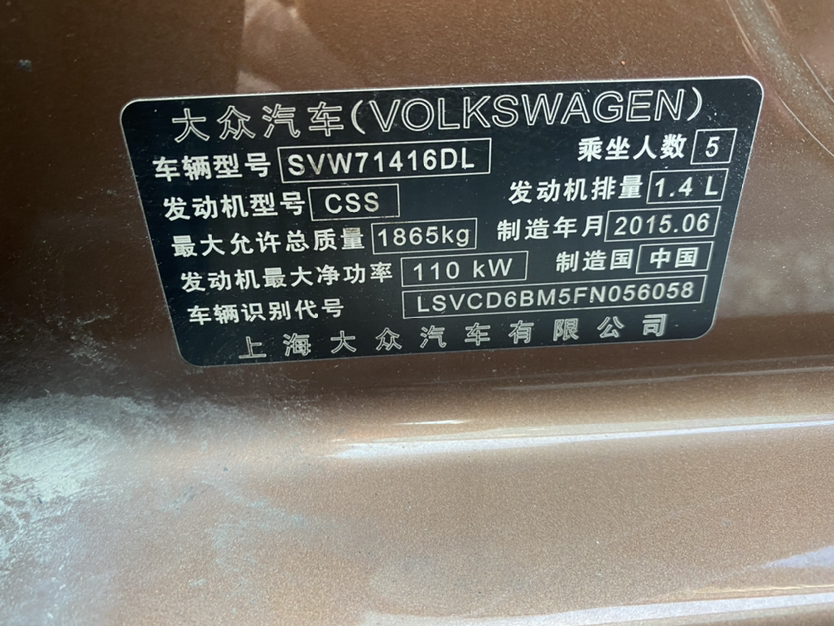 大众汽车(VOLKSWAGEN)
车辆型号 SVW71416DL 乘坐人数 5
发动机型号 CSS 发动机排量 1.4 L
最大允许总质量 1865kg 制造年月 2015.06
发动机最大净功率 110 kW 制造国 中国
车辆识别代号 LSVCD6BM5FN056058
上海大众汽车有限公司